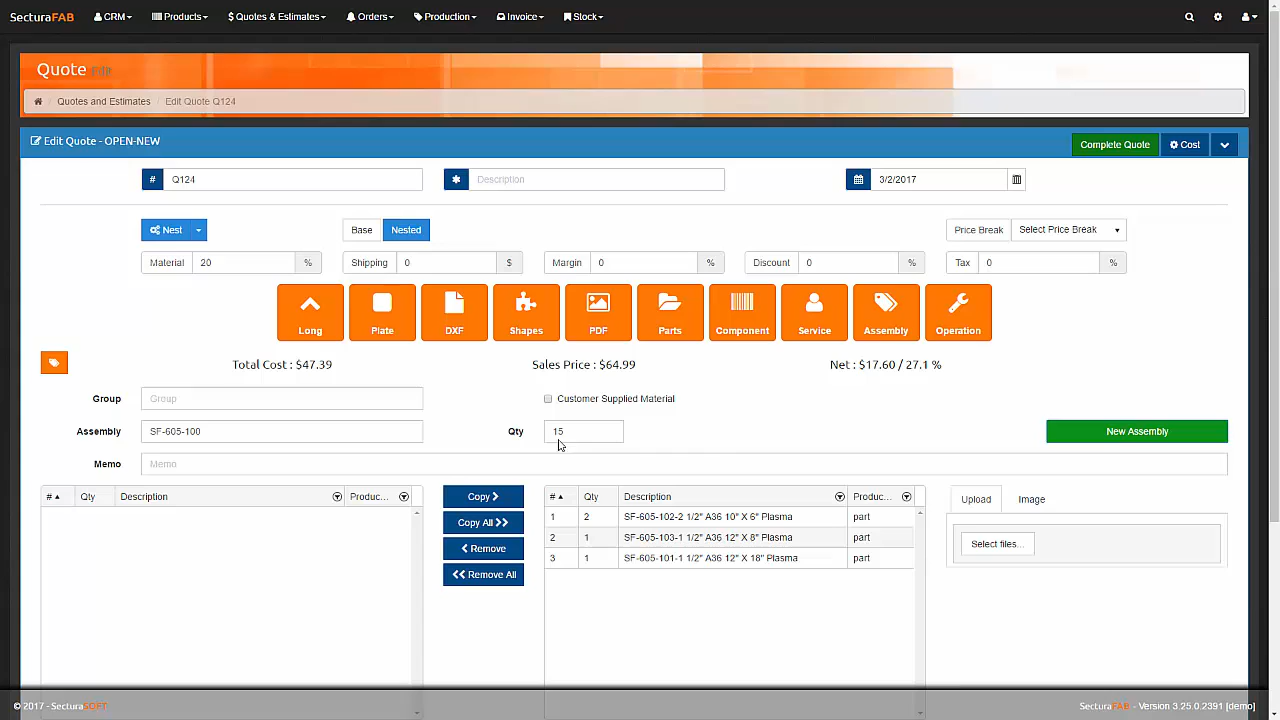 SecturaFAB CRM Products Quotes & Estimates Orders Production Invoice Stock
Quote Edit
Quotes and Estimates / Edit Quote Q124
Edit Quote - OPEN-NEW Complete Quote Cost
# Q124 Description 3/2/2017
Nest Base Nested Price Break Select Price Break
Material 20 % Shipping 0 $ Margin 0 % Discount 0 % Tax 0 %
Long Plate DXF Shapes PDF Parts Component Service Assembly Operation
Total Cost : $47.39 Sales Price : $64.99 Net : $17.60 / 27.1 %
Group Group Customer Supplied Material
Assembly SF-605-100 Qty 15 New Assembly
Memo Memo
# Qty Description Produc... Copy # Qty Description Produc... Upload Image
1 2 SF-605-102-2 1/2" A36 10" X 6" Plasma part
Copy All
2 1 SF-605-103-1 1/2" A36 12" X 8" Plasma part Select files...
Remove
3 1 SF-605-101-1 1/2" A36 12" X 18" Plasma part
Remove All
© 2017 - SecturaSOFT SecturaFAB - Version 3.25.0.2391 [demo]